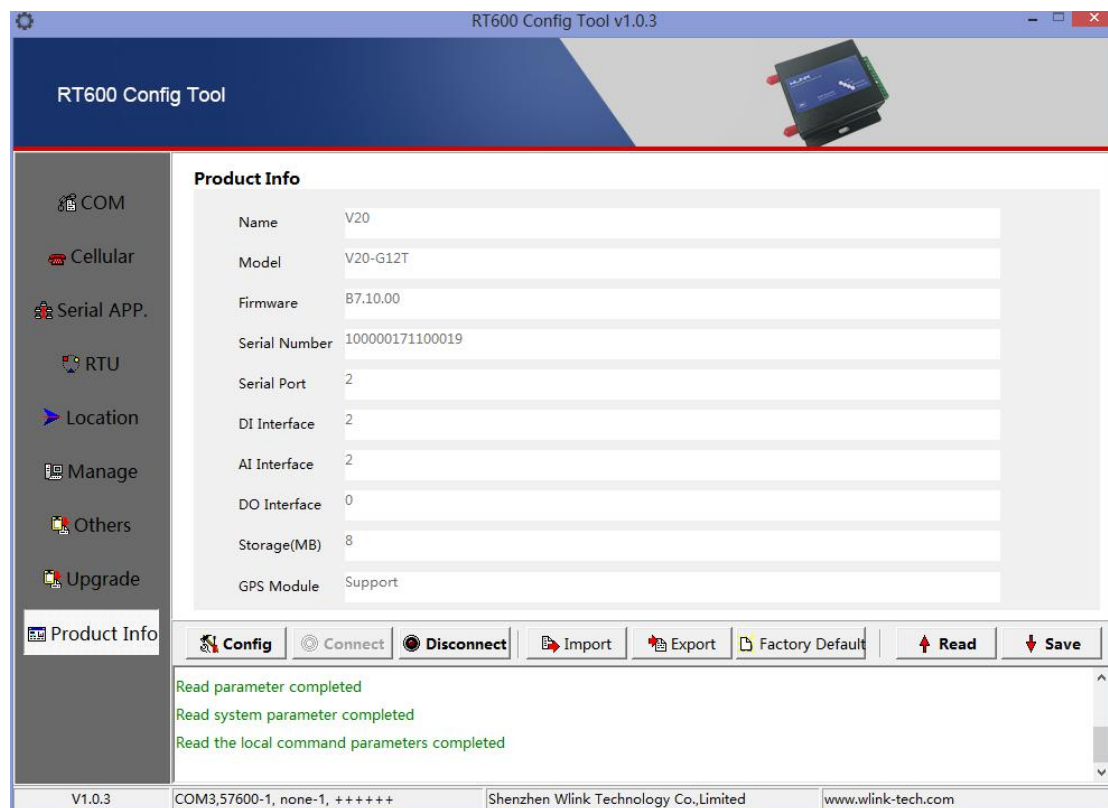 RT600 Config Tool v1.0.3
RT600 Config Tool
Product Info
COM
Cellular
Serial APP.
RTU
Location
Manage
Others
Upgrade
Product Info
Name V20
Model V20-G12T
Firmware B7.10.00
Serial Number 100000171100019
Serial Port 2
DI Interface 2
AI Interface 2
DO Interface 0
Storage(MB) 8
GPS Module Support
Config Connect Disconnect Import Export Factory Default Read Save
Read parameter completed
Read system parameter completed
Read the local command parameters completed
V1.0.3 COM3,57600-1, none-1, ++++++ Shenzhen Wlink Technology Co.,Limited www.wlink-tech.com